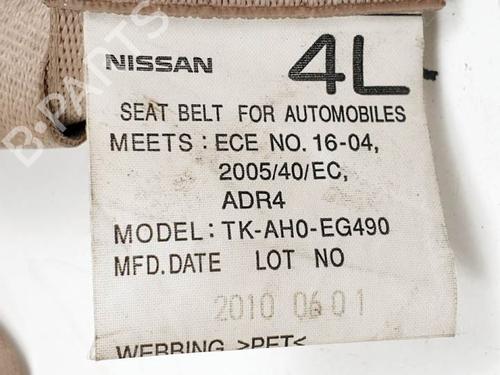 NISSAN 4L
SEAT BELT FOR AUTOMOBILES
MEETS : ECE NO. 16-04,
2005/40/EC,
ADR4
MODEL: TK-AH0-EG490
MFD.DATE LOT NO
2010 06 01
WEBBING >PET<
B-PARTS